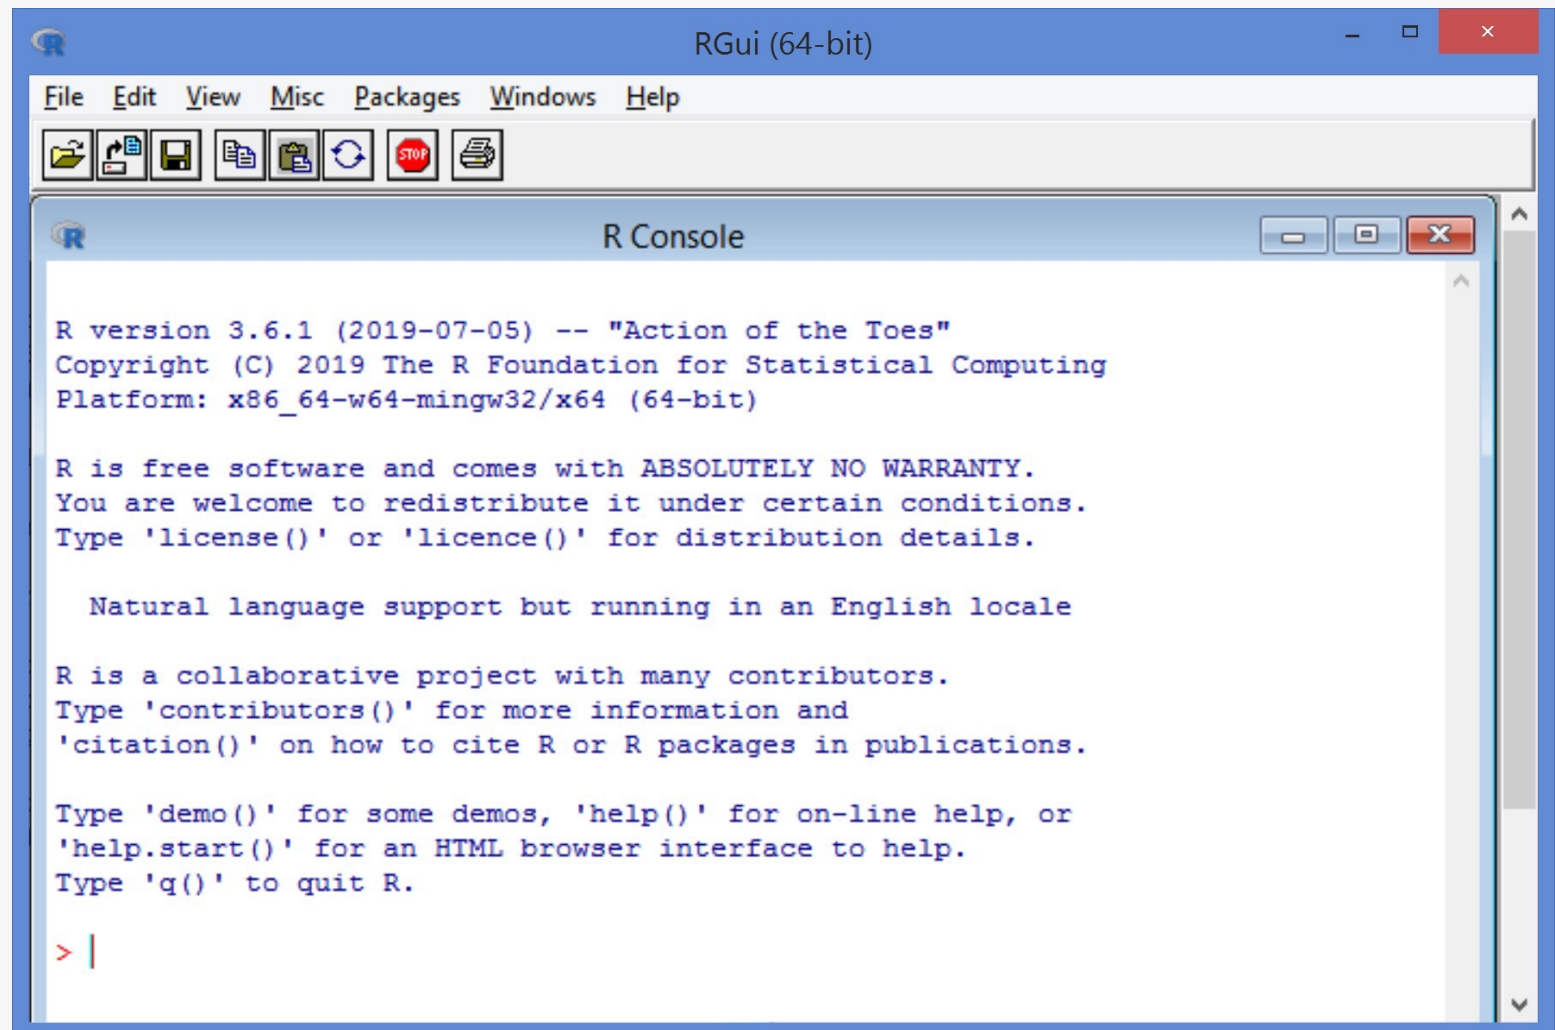 RGui (64-bit)
File Edit View Misc Packages Windows Help
STOP
R Console
R version 3.6.1 (2019-07-05) -- "Action of the Toes"
Copyright (C) 2019 The R Foundation for Statistical Computing
Platform: x86_64-w64-mingw32/x64 (64-bit)
R is free software and comes with ABSOLUTELY NO WARRANTY.
You are welcome to redistribute it under certain conditions.
Type 'license()' or 'licence()' for distribution details.
Natural language support but running in an English locale
R is a collaborative project with many contributors.
Type 'contributors()' for more information and
'citation()' on how to cite R or R packages in publications.
Type 'demo()' for some demos, 'help()' for on-line help, or
'help.start()' for an HTML browser interface to help.
Type 'q()' to quit R.
>